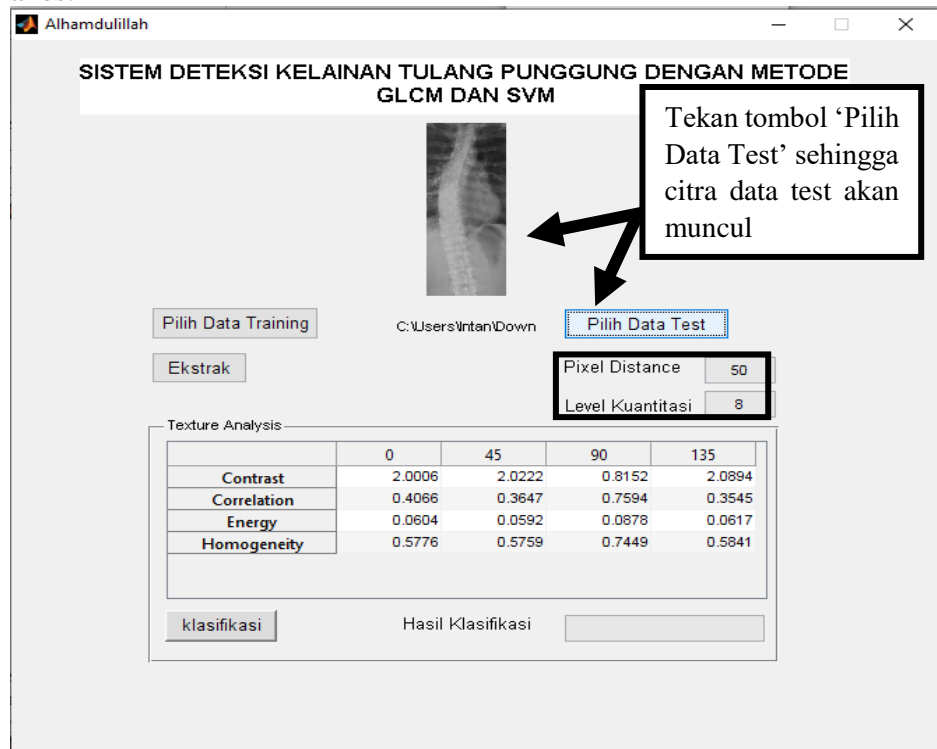 Alhamdulillah
SISTEM DETEKSI KELAINAN TULANG PUNGGUNG DENGAN METODE
GLCM DAN SVM
Tekan tombol ‘Pilih
Data Test’ sehingga
citra data test akan
muncul
Pilih Data Training
C:\Users\Intan\Down
Pilih Data Test
Ekstrak
Pixel Distance 50
Level Kuantitasi 8
Texture Analysis
0 45 90 135
Contrast 2.0006 2.0222 0.8152 2.0894
Correlation 0.4066 0.3647 0.7594 0.3545
Energy 0.0604 0.0592 0.0878 0.0617
Homogeneity 0.5776 0.5759 0.7449 0.5841
klasifikasi
Hasil Klasifikasi